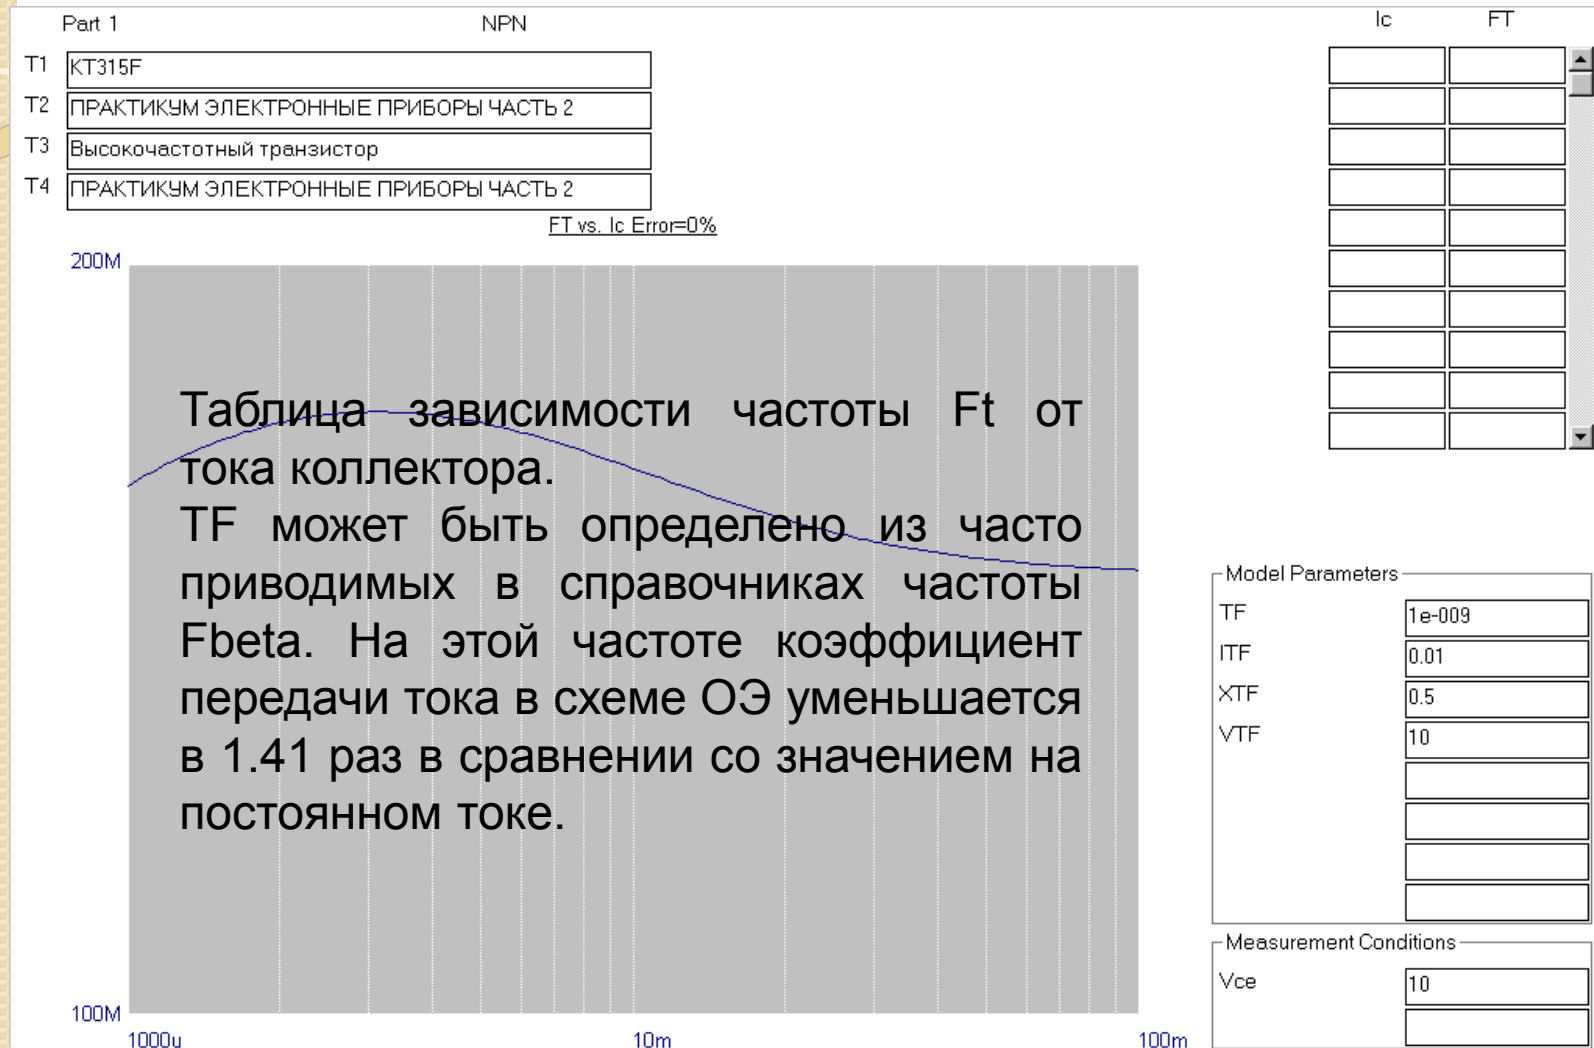 Part 1 NPN Ic FT
T1 KT315F
T2 ПРАКТИКУМ ЭЛЕКТРОННЫЕ ПРИБОРЫ ЧАСТЬ 2
T3 Высокочастотный транзистор
T4 ПРАКТИКУМ ЭЛЕКТРОННЫЕ ПРИБОРЫ ЧАСТЬ 2
FT vs. Ic Error=0%
200M
Таблица зависимости частоты Ft от
тока коллектора.
TF может быть определено из часто
приводимых в справочниках частоты
Fbeta. На этой частоте коэффициент
передачи тока в схеме ОЭ уменьшается
в 1.41 раз в сравнении со значением на
постоянном токе.
100M
1000u 10m 100m
Model Parameters
TF 1e-009
ITF 0.01
XTF 0.5
VTF 10
Measurement Conditions
Vce 10